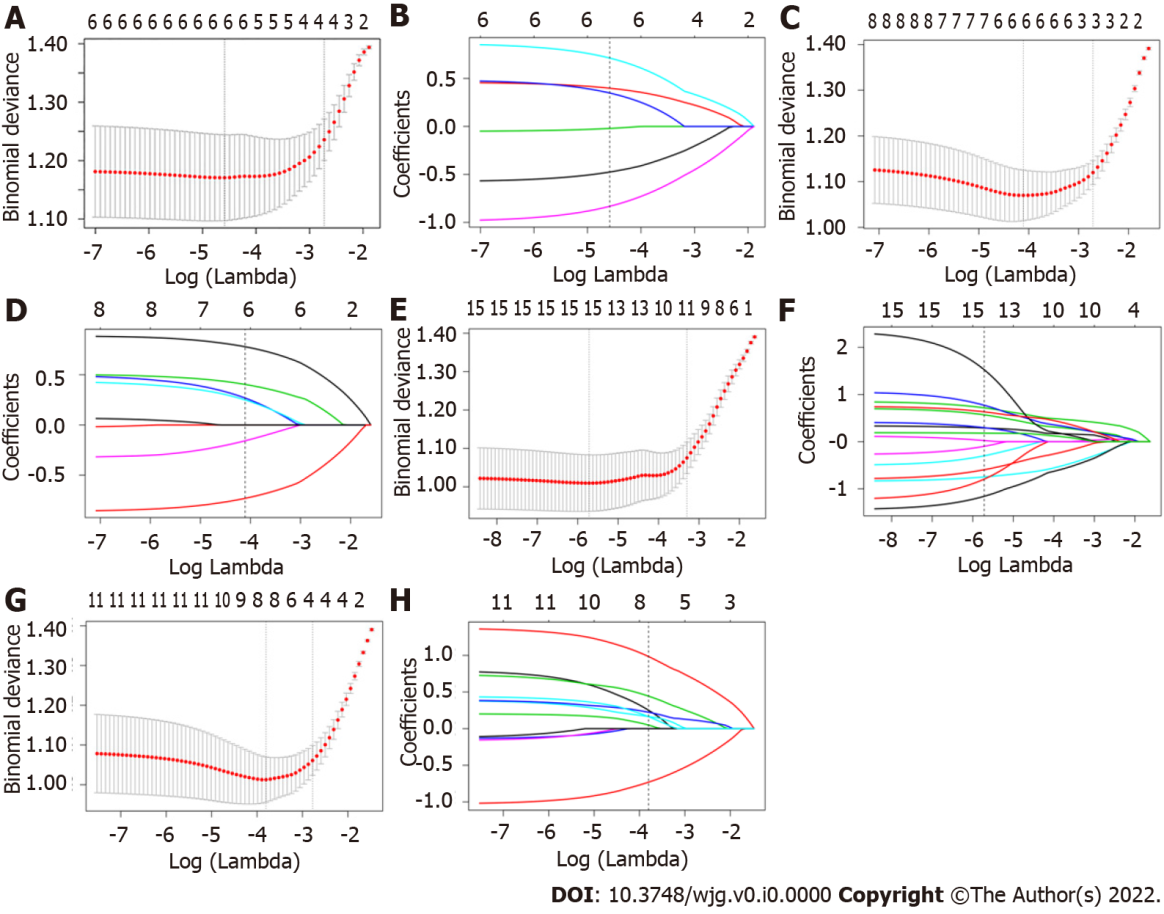 A
6 6 6 6 6 6 6 6 6 5 5 5 4 4 4 3 2
Binomial deviance
1.40
1.30
1.20
1.10
-7 -6 -5 -4 -3 -2
Log (Lambda)
B
6 6 6 6 4 2
Coefficients
0.5
0.0
-0.5
-1.0
-7 -6 -5 -4 -3 -2
Log Lambda
C
8 8 8 8 8 7 7 7 7 6 6 6 6 6 6 3 3 3 2 2
Binomial deviance
1.40
1.30
1.20
1.10
1.00
-7 -6 -5 -4 -3 -2
Log (Lambda)
D
8 8 7 6 6 2
Coefficients
0.5
0.0
-0.5
-7 -6 -5 -4 -3 -2
Log Lambda
E
15 15 15 15 15 15 13 13 10 11 9 8 6 1
Binomial deviance
1.40
1.30
1.20
1.10
1.00
-8 -7 -6 -5 -4 -3 -2
Log (Lambda)
F
15 15 15 13 10 10 4
Coefficients
2
1
-0
-1
-8 -7 -6 -5 -4 -3 -2
Log Lambda
G
11 11 11 11 11 11 10 9 8 8 6 4 4 4 2
Binomial deviance
1.40
1.30
1.20
1.10
1.00
-7 -6 -5 -4 -3 -2
Log (Lambda)
H
11 11 10 8 5 3
Coefficients
1.0
0.5
0.0
-0.5
-1.0
-7 -6 -5 -4 -3 -2
Log (Lambda)
DOI: 10.3748/wjg.v0.i0.0000 Copyright ©The Author(s) 2022.